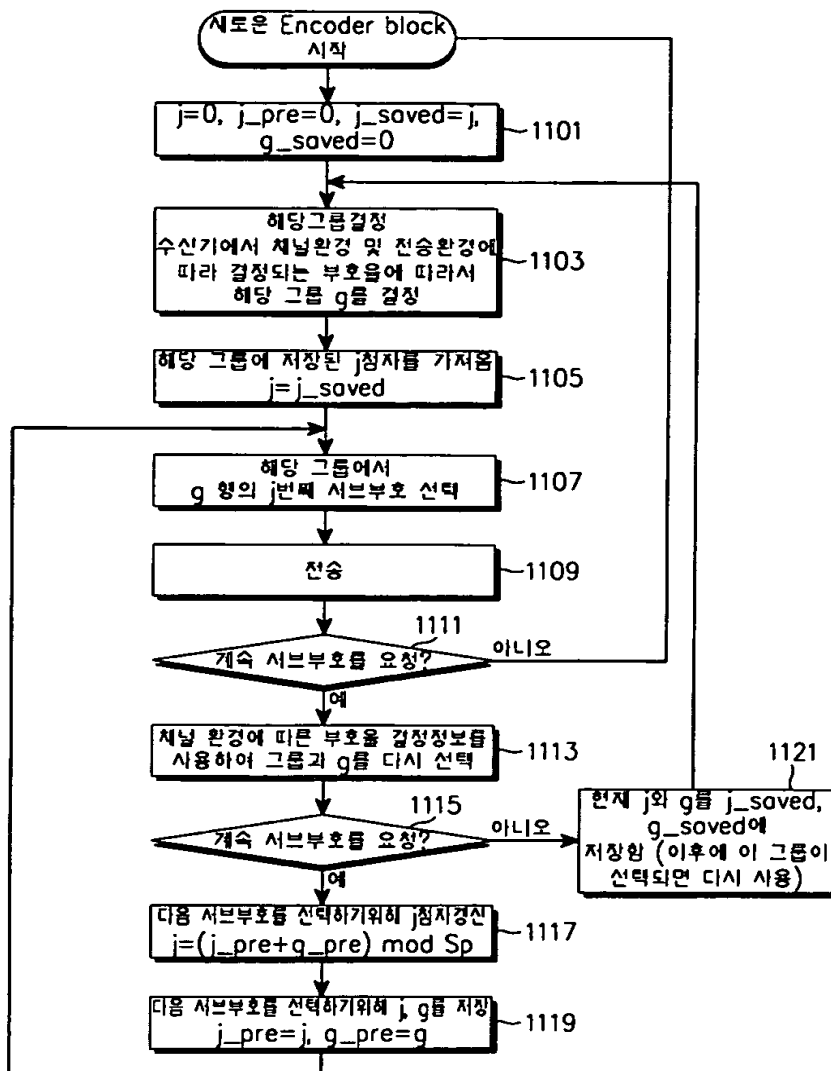 새로운 Encoder block
시작
j=0, j_pre=0, j_saved=j,
g_saved=0
1101
해당그룹결정
수신기에서 채널환경 및 전송환경에
따라 결정되는 부호율에 따라서
해당 그룹 g를 결정
1103
해당 그룹에 저장된 j첨자를 가져옴
j=j_saved
1105
해당 그룹에서
g 행의 j번째 서브부호 선택
1107
전송
1109
1111
계속 서브부호를 요청?
아니오
예
채널 환경에 따른 부호율 결정정보를
사용하여 그룹과 g를 다시 선택
1113
1115
계속 서브부호를 요청?
아니오
예
1121
현재 j와 g를 j_saved,
g_saved에
저장함 (이후에 이 그룹이
선택되면 다시 사용)
다음 서브부호를 선택하기위해 j첨자갱신
j=(j_pre+g_pre) mod Sp
1117
다음 서브부호를 선택하기위해 j, g를 저장
j_pre=j, g_pre=g
1119